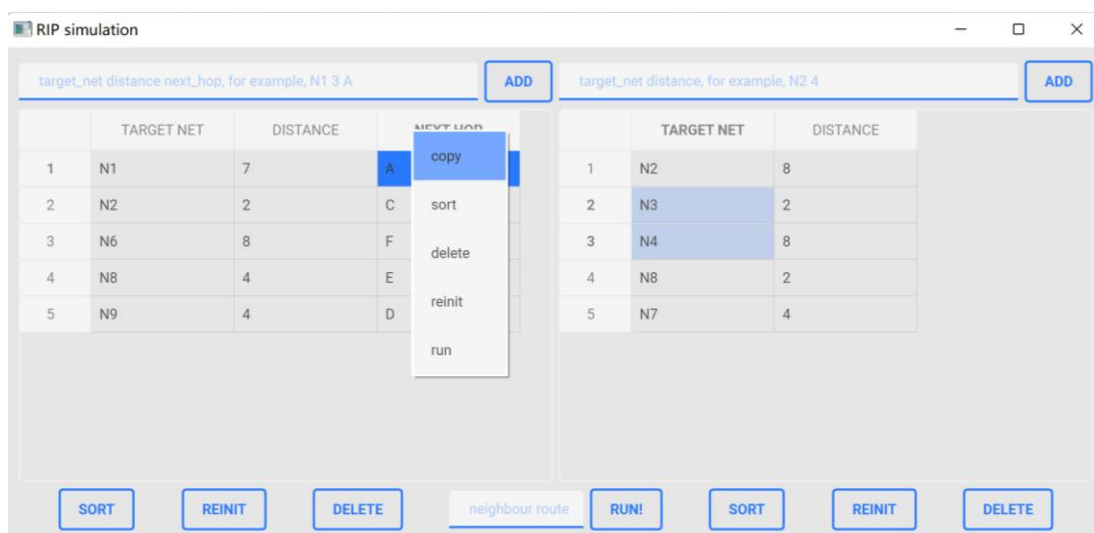 RIP simulation
target_net distance next_hop, for example, N1 3 A ADD target_net distance, for example, N2 4 ADD
TARGET NET DISTANCE NEXT HOP TARGET NET DISTANCE
1 N1 7 A copy 1 N2 8
2 N2 2 C sort 2 N3 2
3 N6 8 F delete 3 N4 8
4 N8 4 E reinit 4 N8 2
5 N9 4 D run 5 N7 4
SORT REINIT DELETE neighbour route RUN! SORT REINIT DELETE